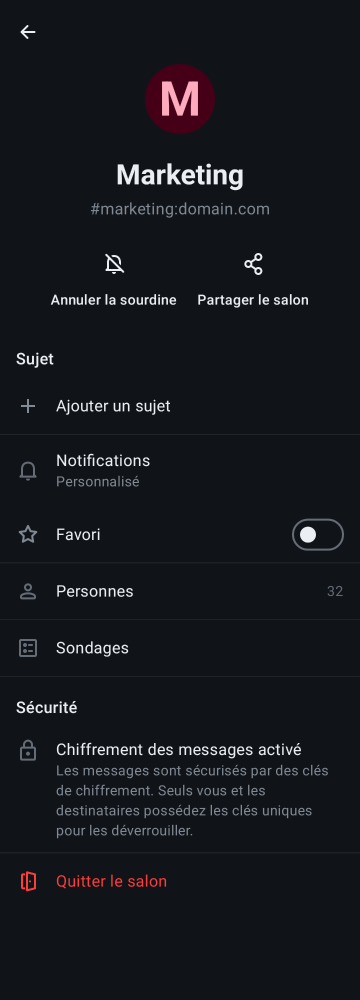 M
Marketing
#marketing:domain.com
Annuler la sourdine
Partager le salon
Sujet
Ajouter un sujet
Notifications
Personnalisé
Favori
Personnes
32
Sondages
Sécurité
Chiffrement des messages activé
Les messages sont sécurisés par des clés
de chiffrement. Seuls vous et les
destinataires possédez les clés uniques
pour les déverrouiller.
Quitter le salon